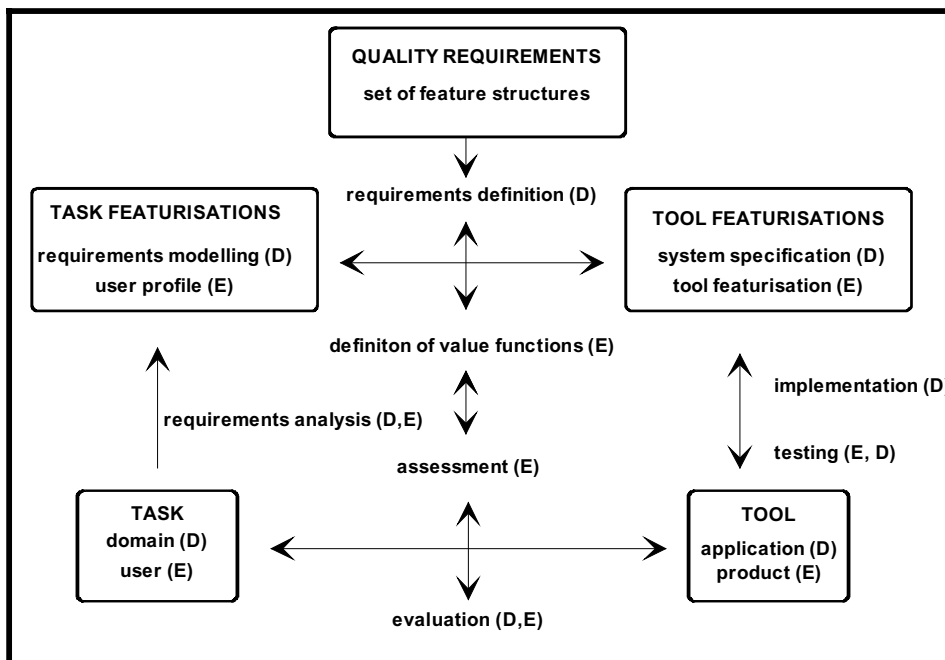 QUALITY REQUIREMENTS
set of feature structures
requirements definition (D)
TASK FEATURISATIONS
requirements modelling (D)
user profile (E)
TOOL FEATURISATIONS
system specification (D)
tool featurisation (E)
definiton of value functions (E)
implementation (D)
requirements analysis (D,E)
testing (E, D)
assessment (E)
TASK
domain (D)
user (E)
TOOL
application (D)
product (E)
evaluation (D,E)